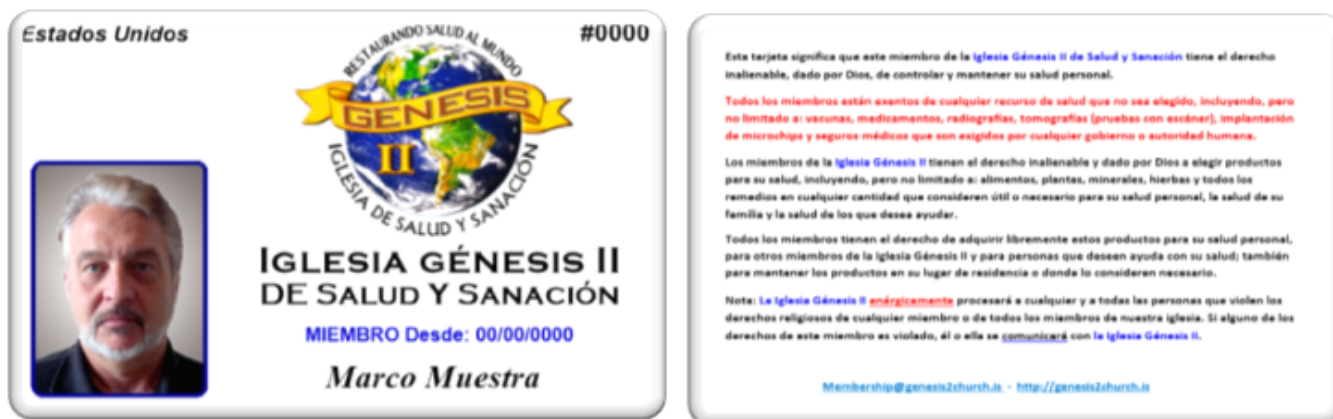 Estados Unidos
#0000
RESTAURANDO SALUD AL MUNDO
GENESIS
II
IGLESIA DE SALUD Y SANACIÓN
IGLESIA GÉNESIS II
DE SALUD Y SANACIÓN
MIEMBRO Desde: 00/00/0000
Marco Muestra
Esta tarjeta significa que este miembro de la Iglesia Génesis II de Salud y Sanación tiene el derecho
inalienable, dado por Dios, de controlar y mantener su salud personal.
Todos los miembros están exentos de cualquier recurso de salud que no sea elegido, incluyendo, pero
no limitado a: vacunas, medicamentos, radiografías, tomografías (pruebas con escáner), implantación
de microchips y seguros médicos que son exigidos por cualquier gobierno o autoridad humana.
Los miembros de la Iglesia Génesis II tienen el derecho inalienable y dado por Dios a elegir productos
para su salud, incluyendo, pero no limitado a: alimentos, plantas, minerales, hierbas y todos los
remedios en cualquier cantidad que consideren útil o necesario para su salud personal, la salud de su
familia y la salud de los que desea ayudar.
Todos los miembros tienen el derecho de adquirir libremente estos productos para su salud personal,
para otros miembros de la Iglesia Génesis II y para personas que deseen ayuda con su salud; también
para mantener los productos en su lugar de residencia o donde lo consideren necesario.
Nota: La Iglesia Génesis II enérgicamente procesará a cualquier y a todas las personas que violen los
derechos religiosos de cualquier miembro o de todos los miembros de nuestra iglesia. Si alguno de los
derechos de este miembro es violado, él o ella se comunicará con la Iglesia Génesis II.
Membership@genesis2church.is - http://genesis2church.is